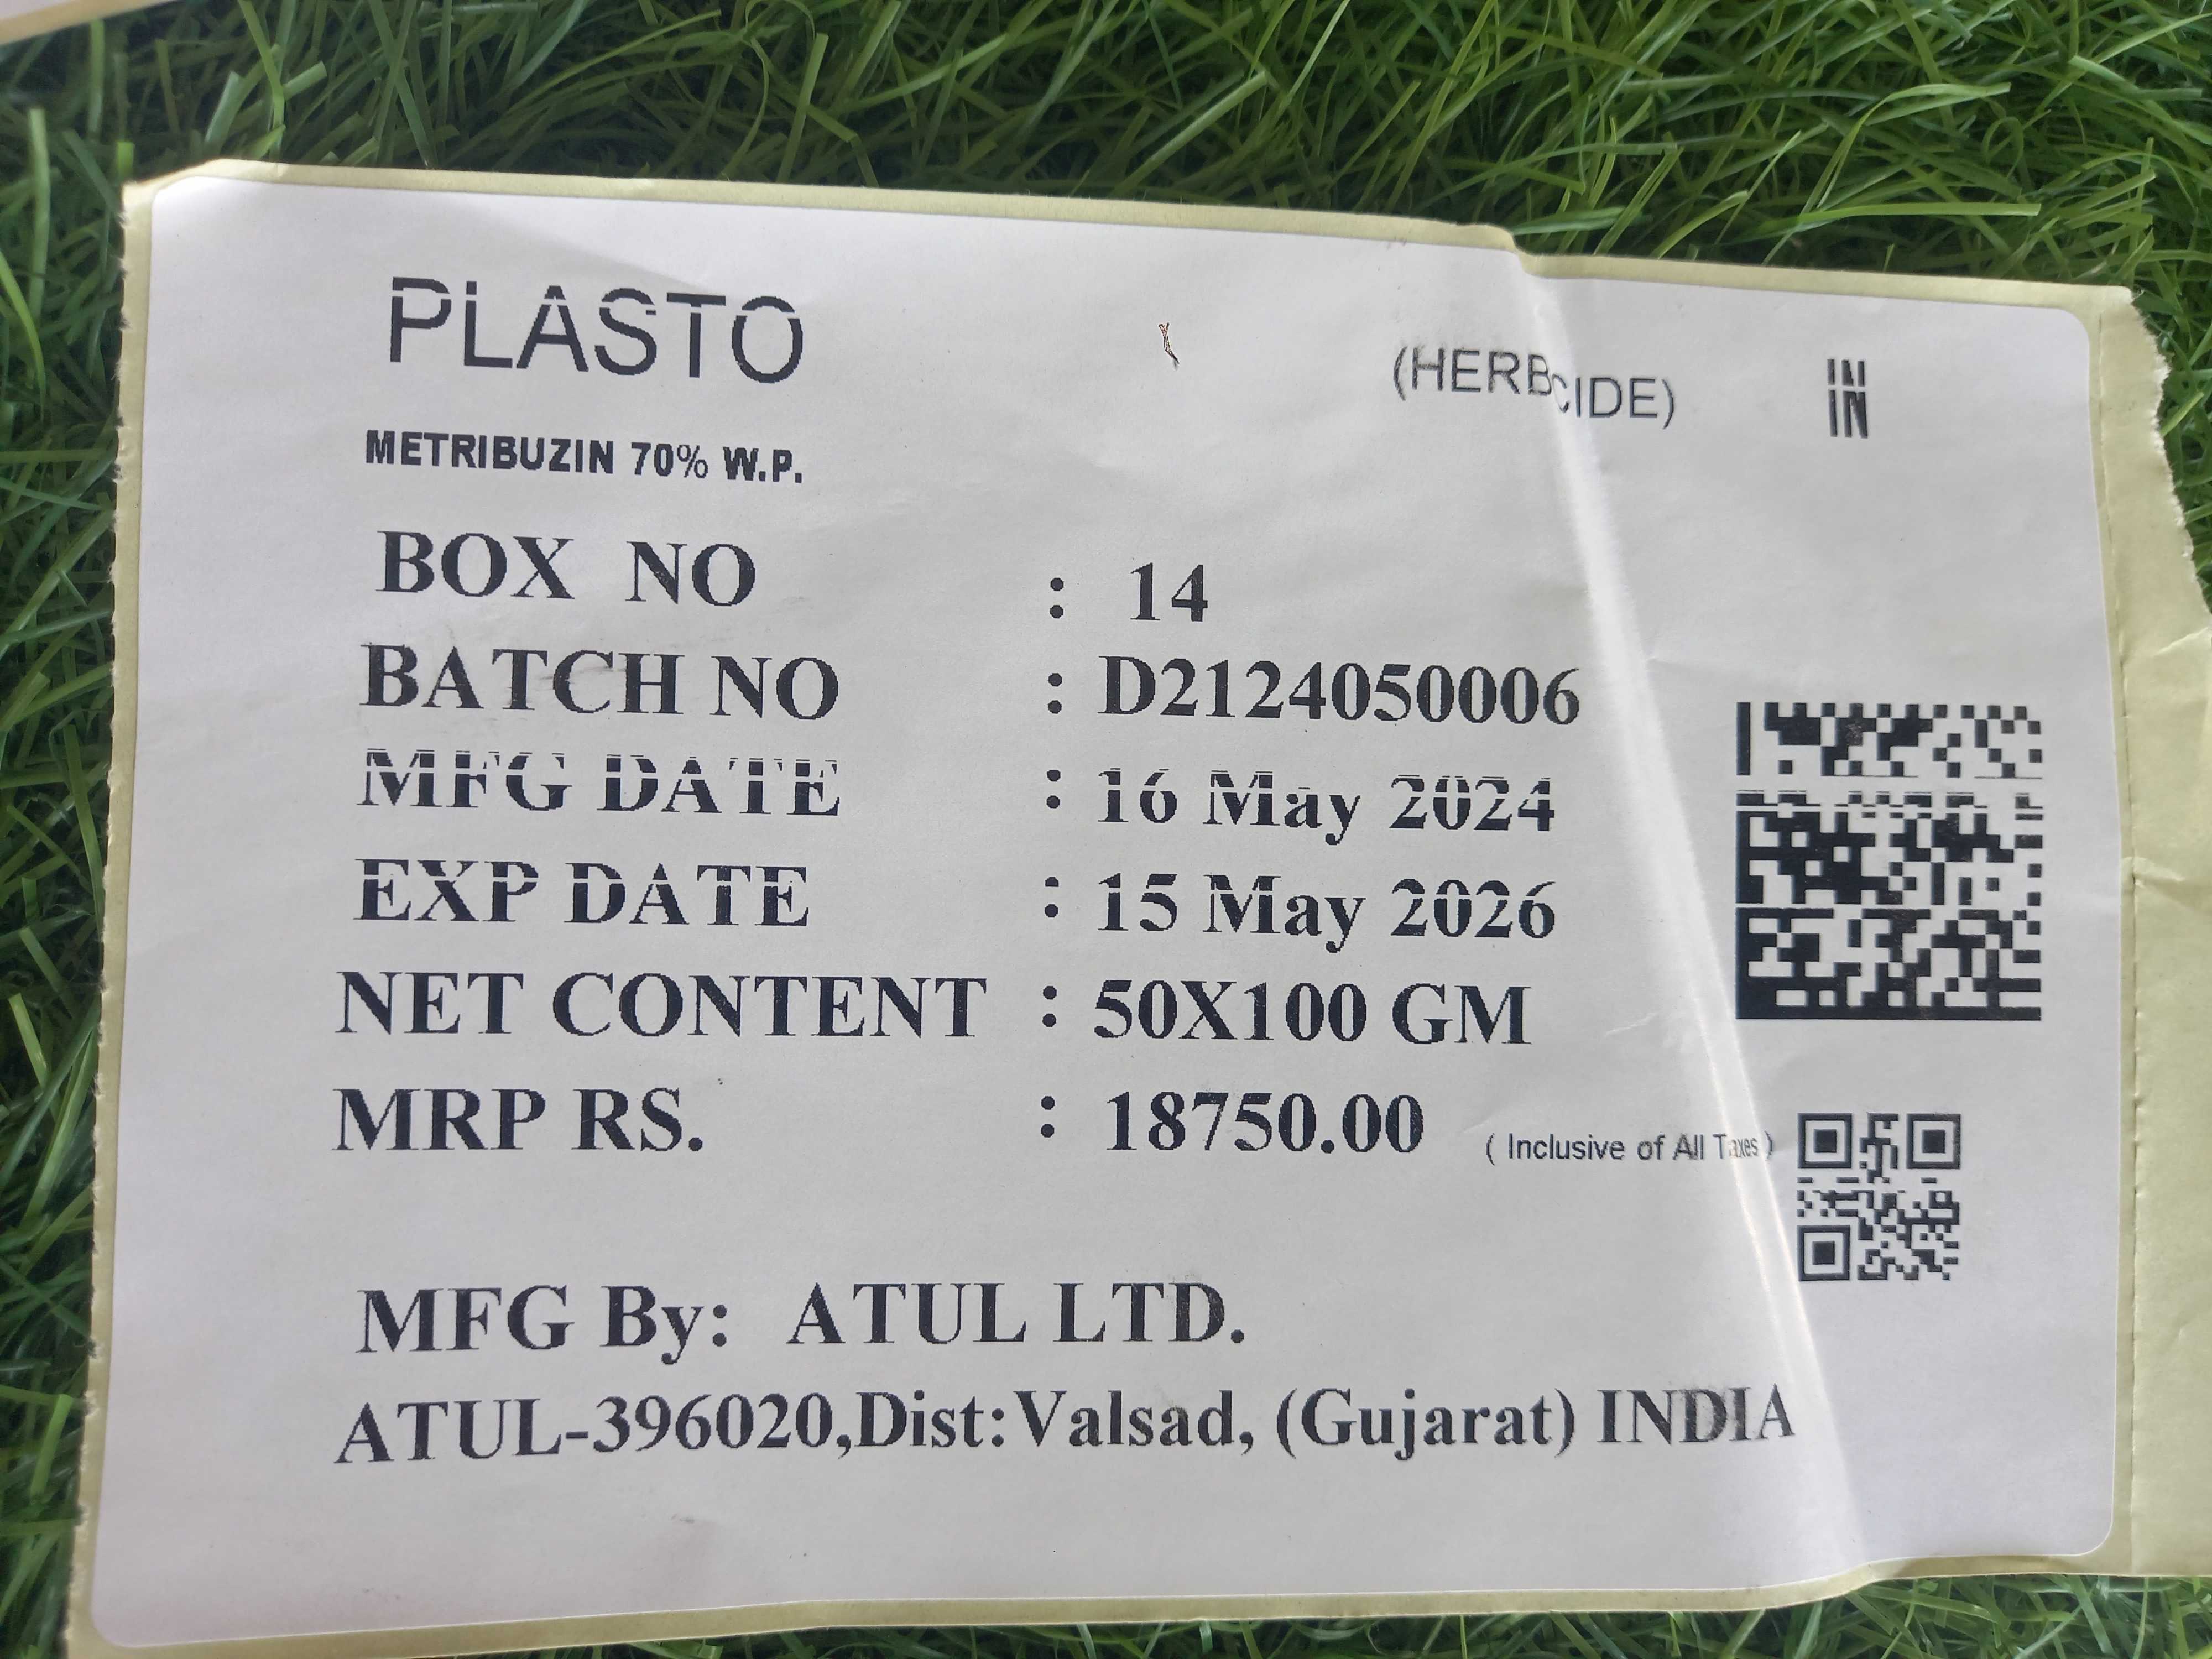 PLASTO (HERBCIDE) IN
METRIBUZIN 70% W.P.
BOX NO : 14
BATCH NO : D2124050006
MFG DATE : 16 May 2024
EXP DATE : 15 May 2026
NET CONTENT : 50X100 GM
MRP RS. : 18750.00 ( Inclusive of All Taxes )
MFG By: ATUL LTD.
ATUL-396020,Dist:Valsad, (Gujarat) INDIA